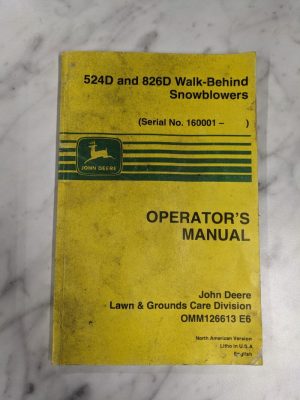 524D and 826D Walk-Behind
Snowblowers
(Serial No. 160001 – )
JOHN DEERE
OPERATOR'S
MANUAL
John Deere
Lawn & Grounds Care Division
OMM126613 E6
North American Version
Litho in U.S.A
English